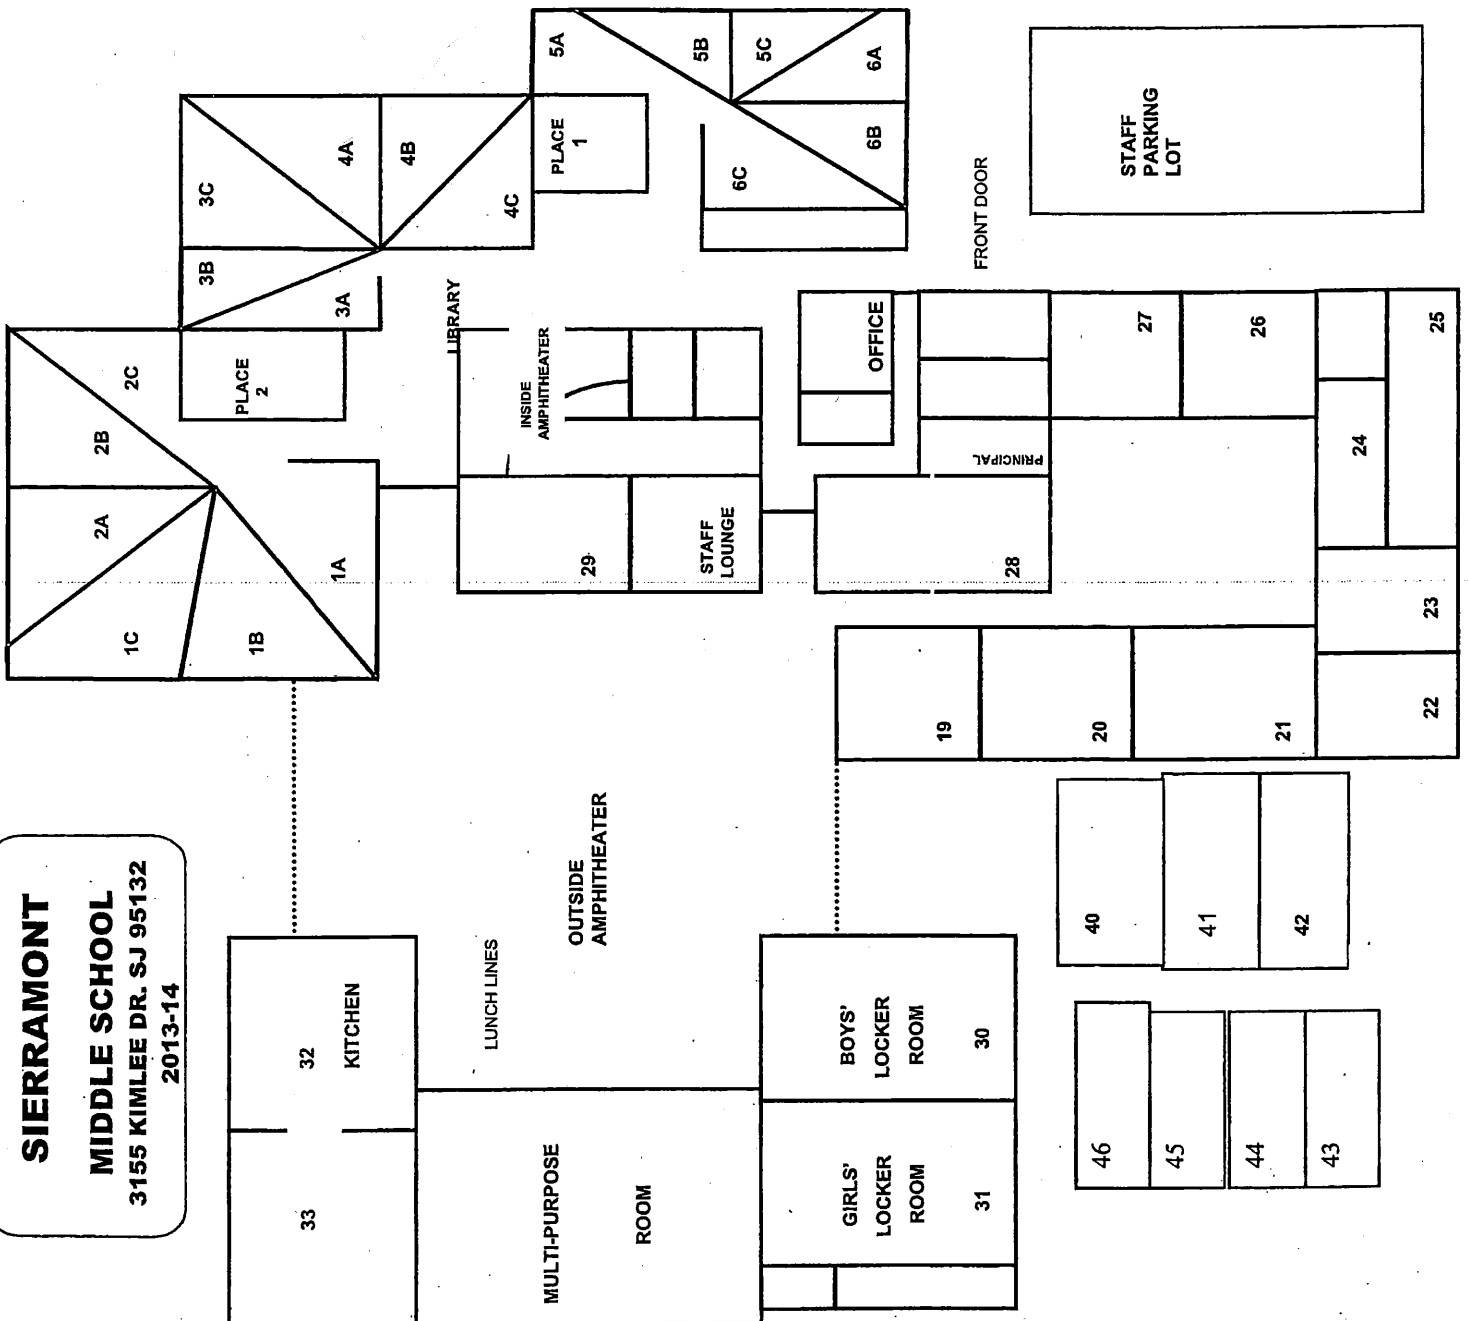 SIERRAMONT
MIDDLE SCHOOL
3155 KIMLEE DR. SJ 95132
2013-14
33
32
KITCHEN
LUNCH LINES
MULTI-PURPOSE
ROOM
OUTSIDE
AMPHITHEATER
GIRLS'
LOCKER
ROOM
31
BOYS'
LOCKER
ROOM
30
46
45
44
43
40
41
42
1C
1B
1A
2A
2B
2C
PLACE
2
3A
3B
3C
4A
4B
4C
PLACE
1
5A
5B
5C
6A
6B
6C
LIBRARY
INSIDE
AMPHITHEATER
29
STAFF
LOUNGE
OFFICE
PRINCIPAL
28
FRONT DOOR
STAFF
PARKING
LOT
19
20
21
22
23
24
25
26
27